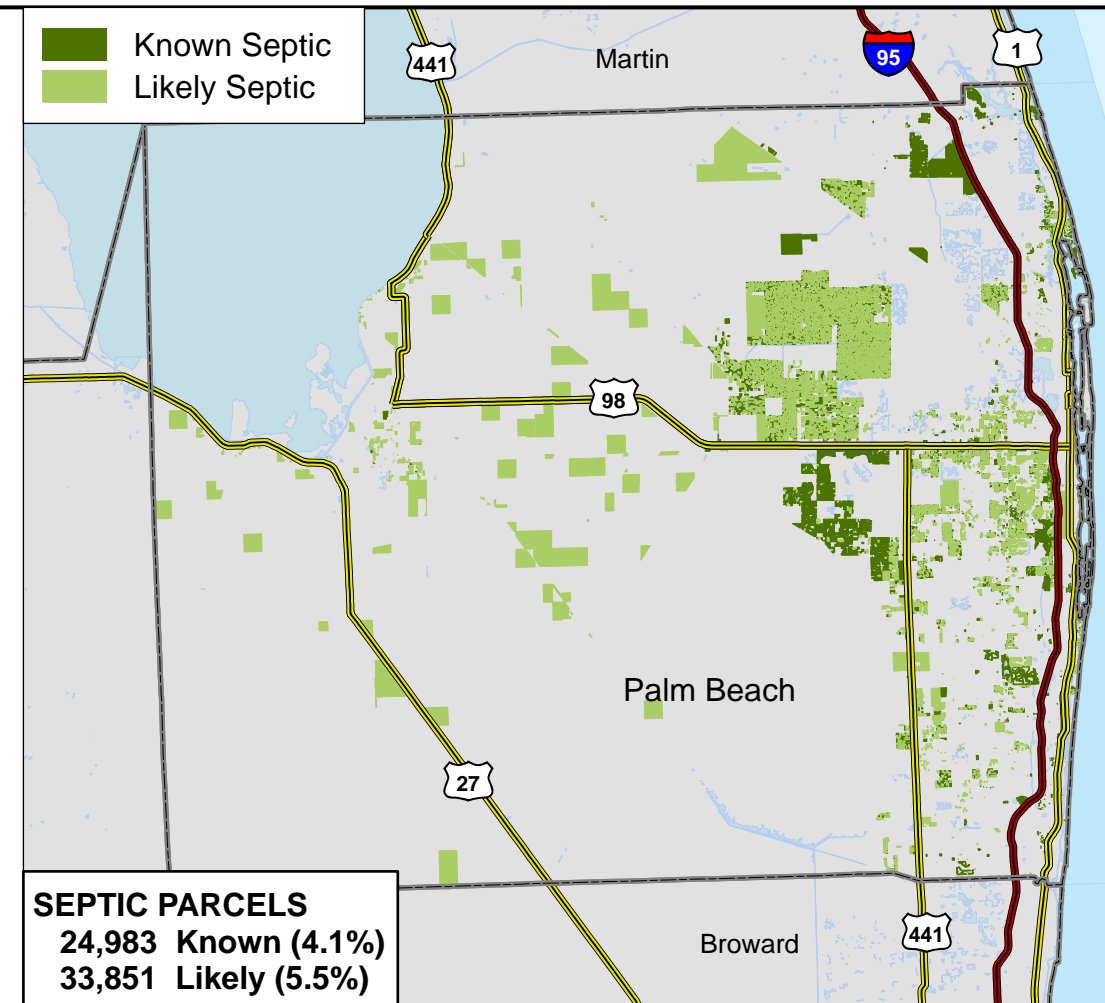 Known Septic
Likely Septic
441
Martin
95
1
98
Palm Beach
27
SEPTIC PARCELS
24,983 Known (4.1%)
33,851 Likely (5.5%)
Broward
441